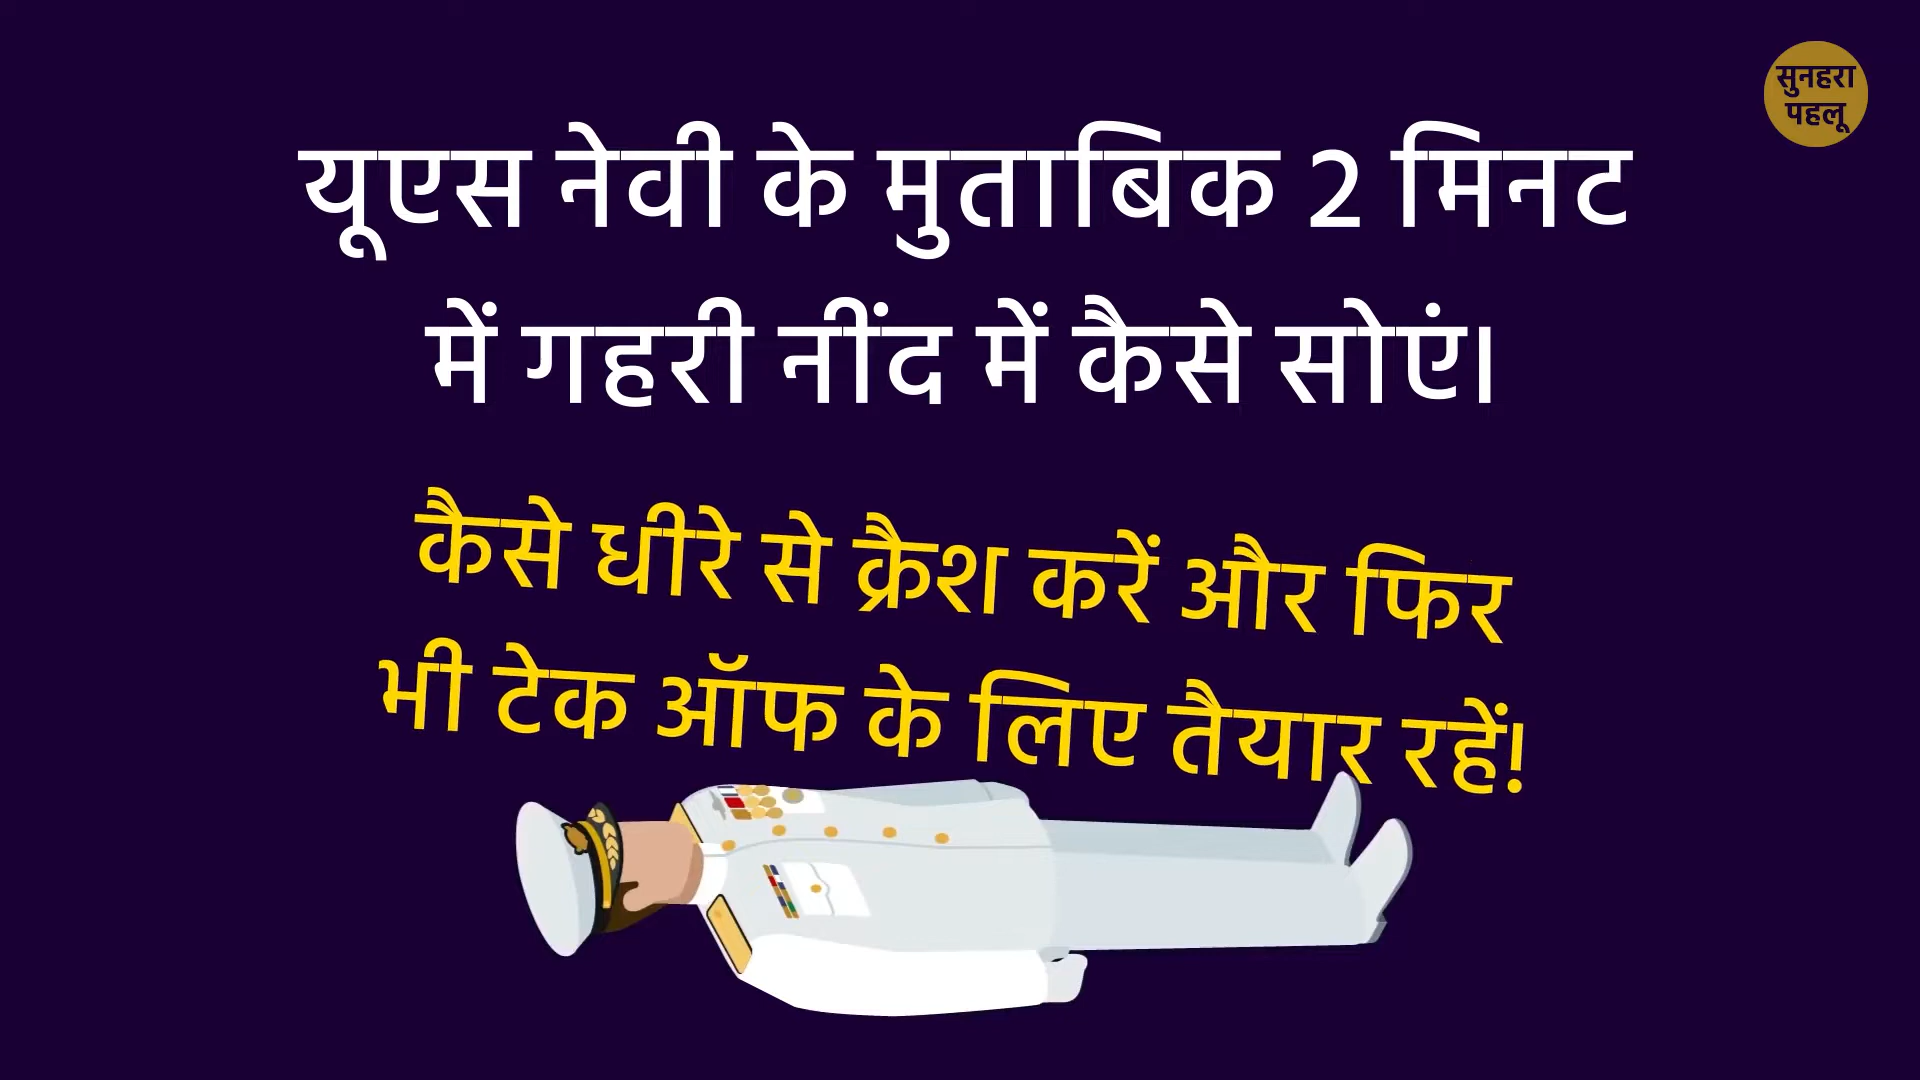 सुनहरा
पहलू
यूएस नेवी के मुताबिक 2 मिनट
में गहरी नींद में कैसे सोएं।
कैसे धीरे से क्रैश करें और फिर
भी टेक ऑफ के लिए तैयार रहें!